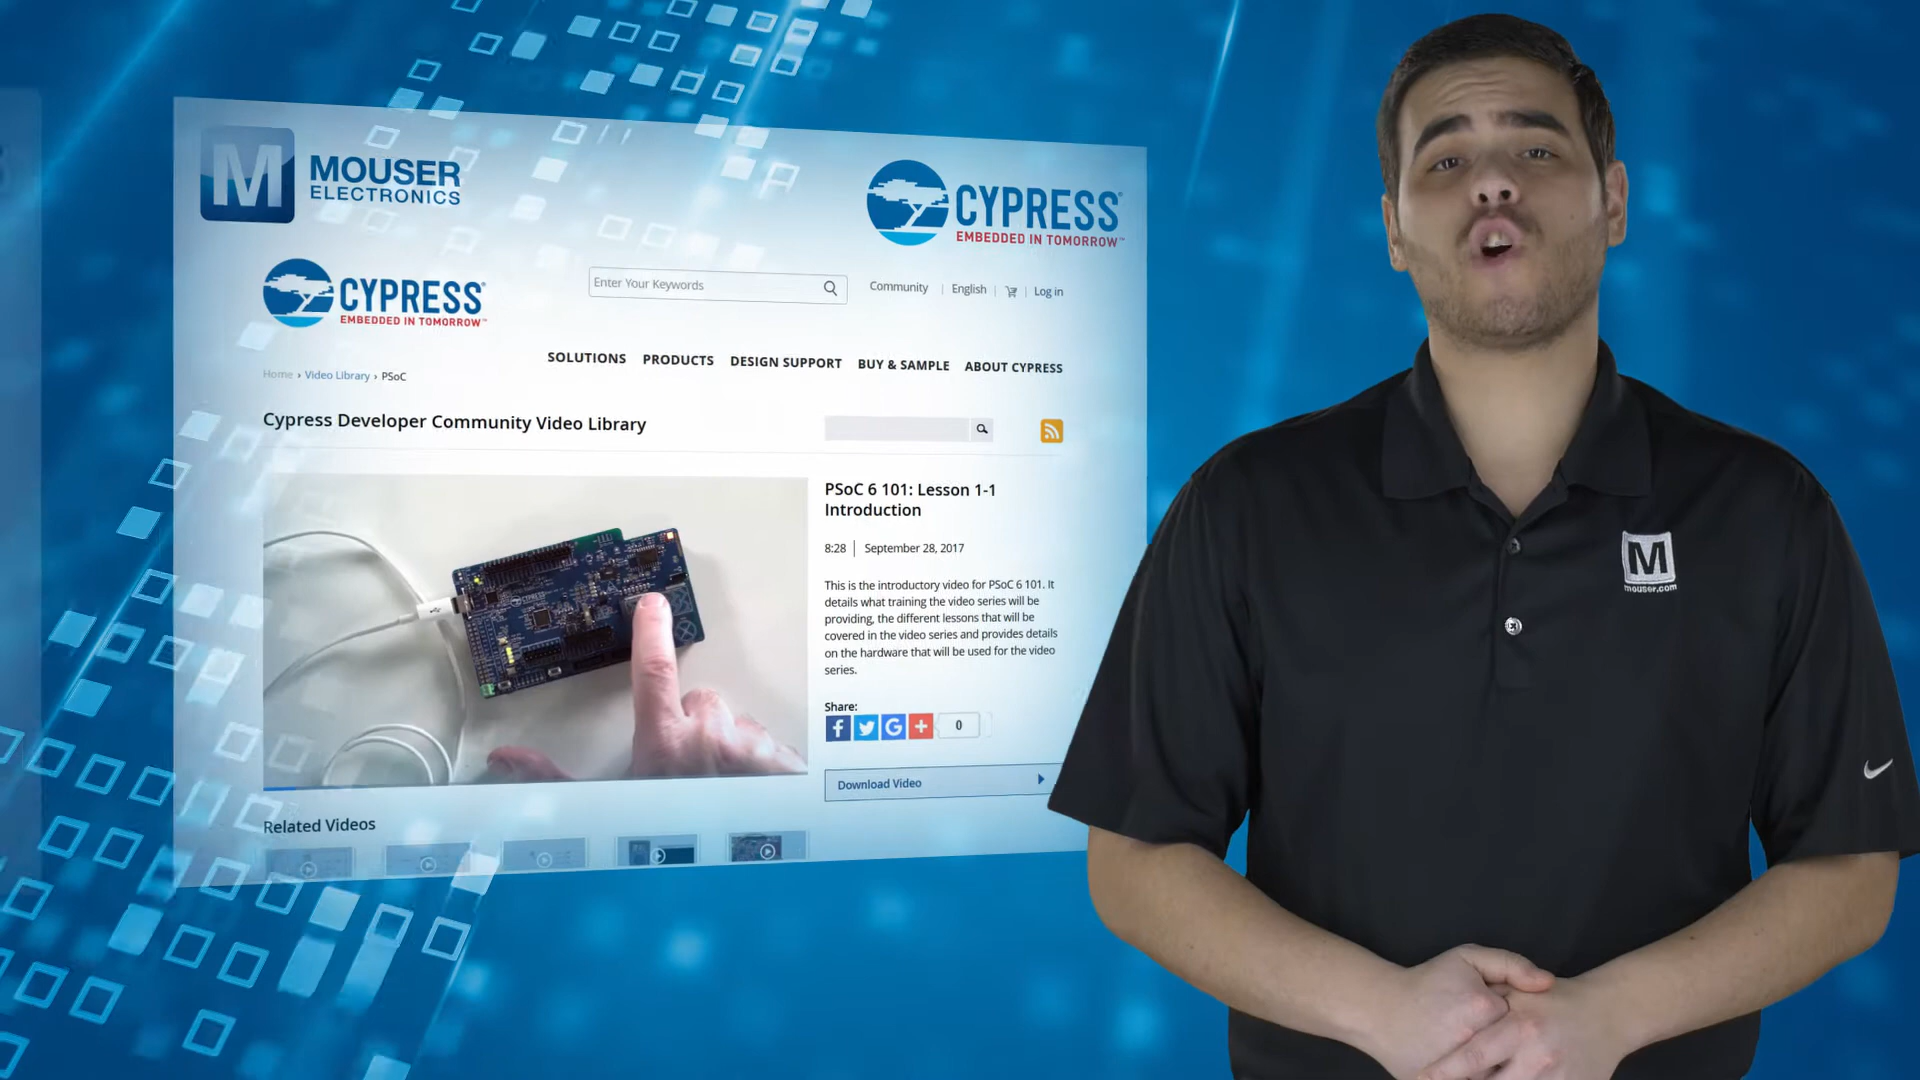 M
MOUSER
ELECTRONICS
CYPRESS®
EMBEDDED IN TOMORROW™
CYPRESS®
EMBEDDED IN TOMORROW™
Enter Your Keywords
Community | English | | Log in
SOLUTIONS PRODUCTS DESIGN SUPPORT BUY & SAMPLE ABOUT CYPRESS
Home › Video Library › PSoC
Cypress Developer Community Video Library
PSoC 6 101: Lesson 1-1
Introduction
8:28 | September 28, 2017
This is the introductory video for PSoC 6 101. It
details what training the video series will be
providing, the different lessons that will be
covered in the video series and provides details
on the hardware that will be used for the video
series.
Share:
f G + 0
Download Video
Related Videos
M
mouser.com